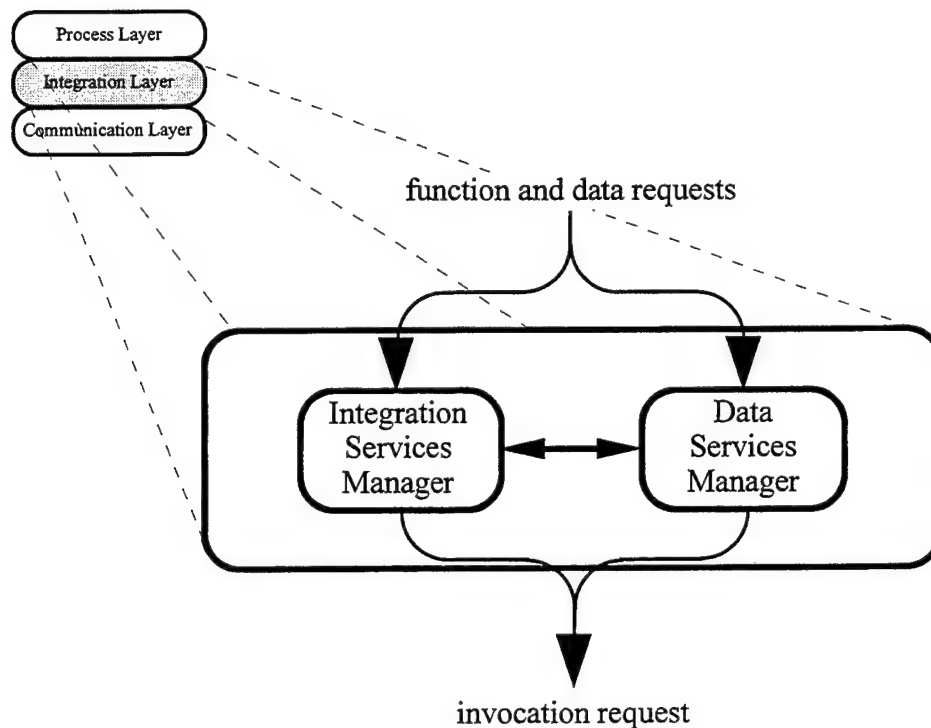 Process Layer
Integration Layer
Communication Layer
function and data requests
Integration
Services
Manager
Data
Services
Manager
invocation request